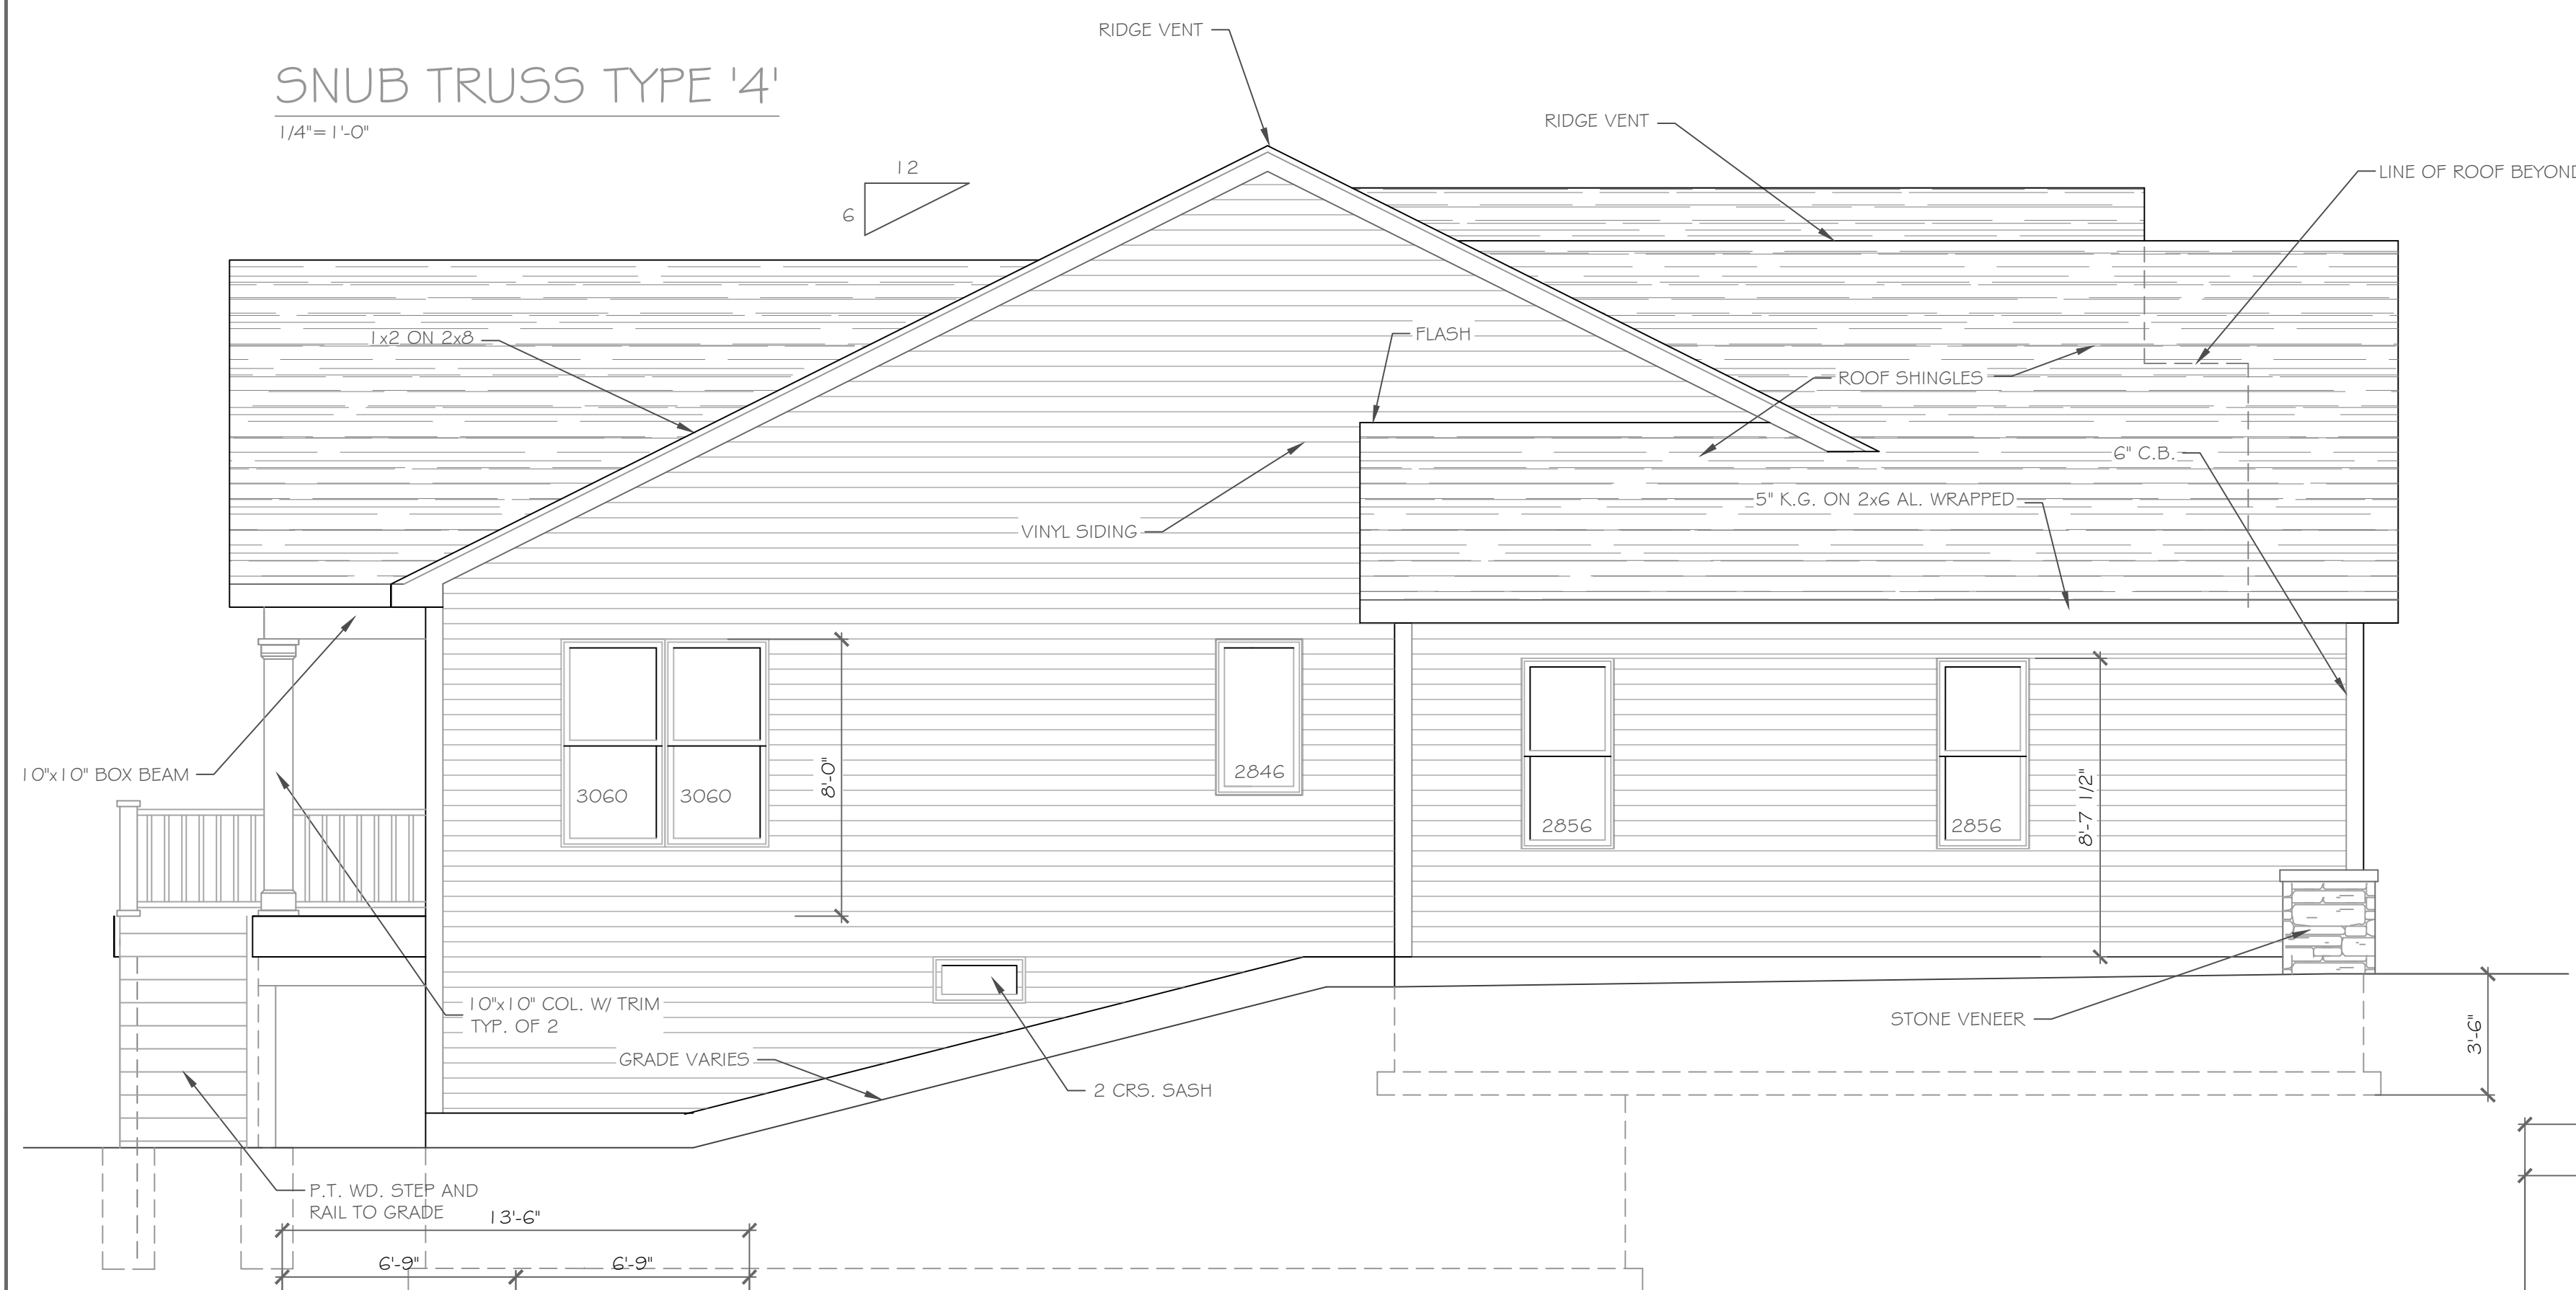 RIDGE VENT
SNUB TRUSS TYPE '4'
1/4"=1'-0"
RIDGE VENT
12
6
LINE OF ROOF BEYOND
1x2 ON 2x8
FLASH
ROOF SHINGLES
6" C.B.
5" K.G. ON 2x6 AL. WRAPPED
VINYL SIDING
10"x10" BOX BEAM
3060
3060
8'-0"
2846
2856
2856
8'-7 1/2"
10"x10" COL. W/ TRIM
TYP. OF 2
STONE VENEER
3'-6"
GRADE VARIES
2 CRS. SASH
P.T. WD. STEP AND
RAIL TO GRADE
13'-6"
6'-9"
6'-9"